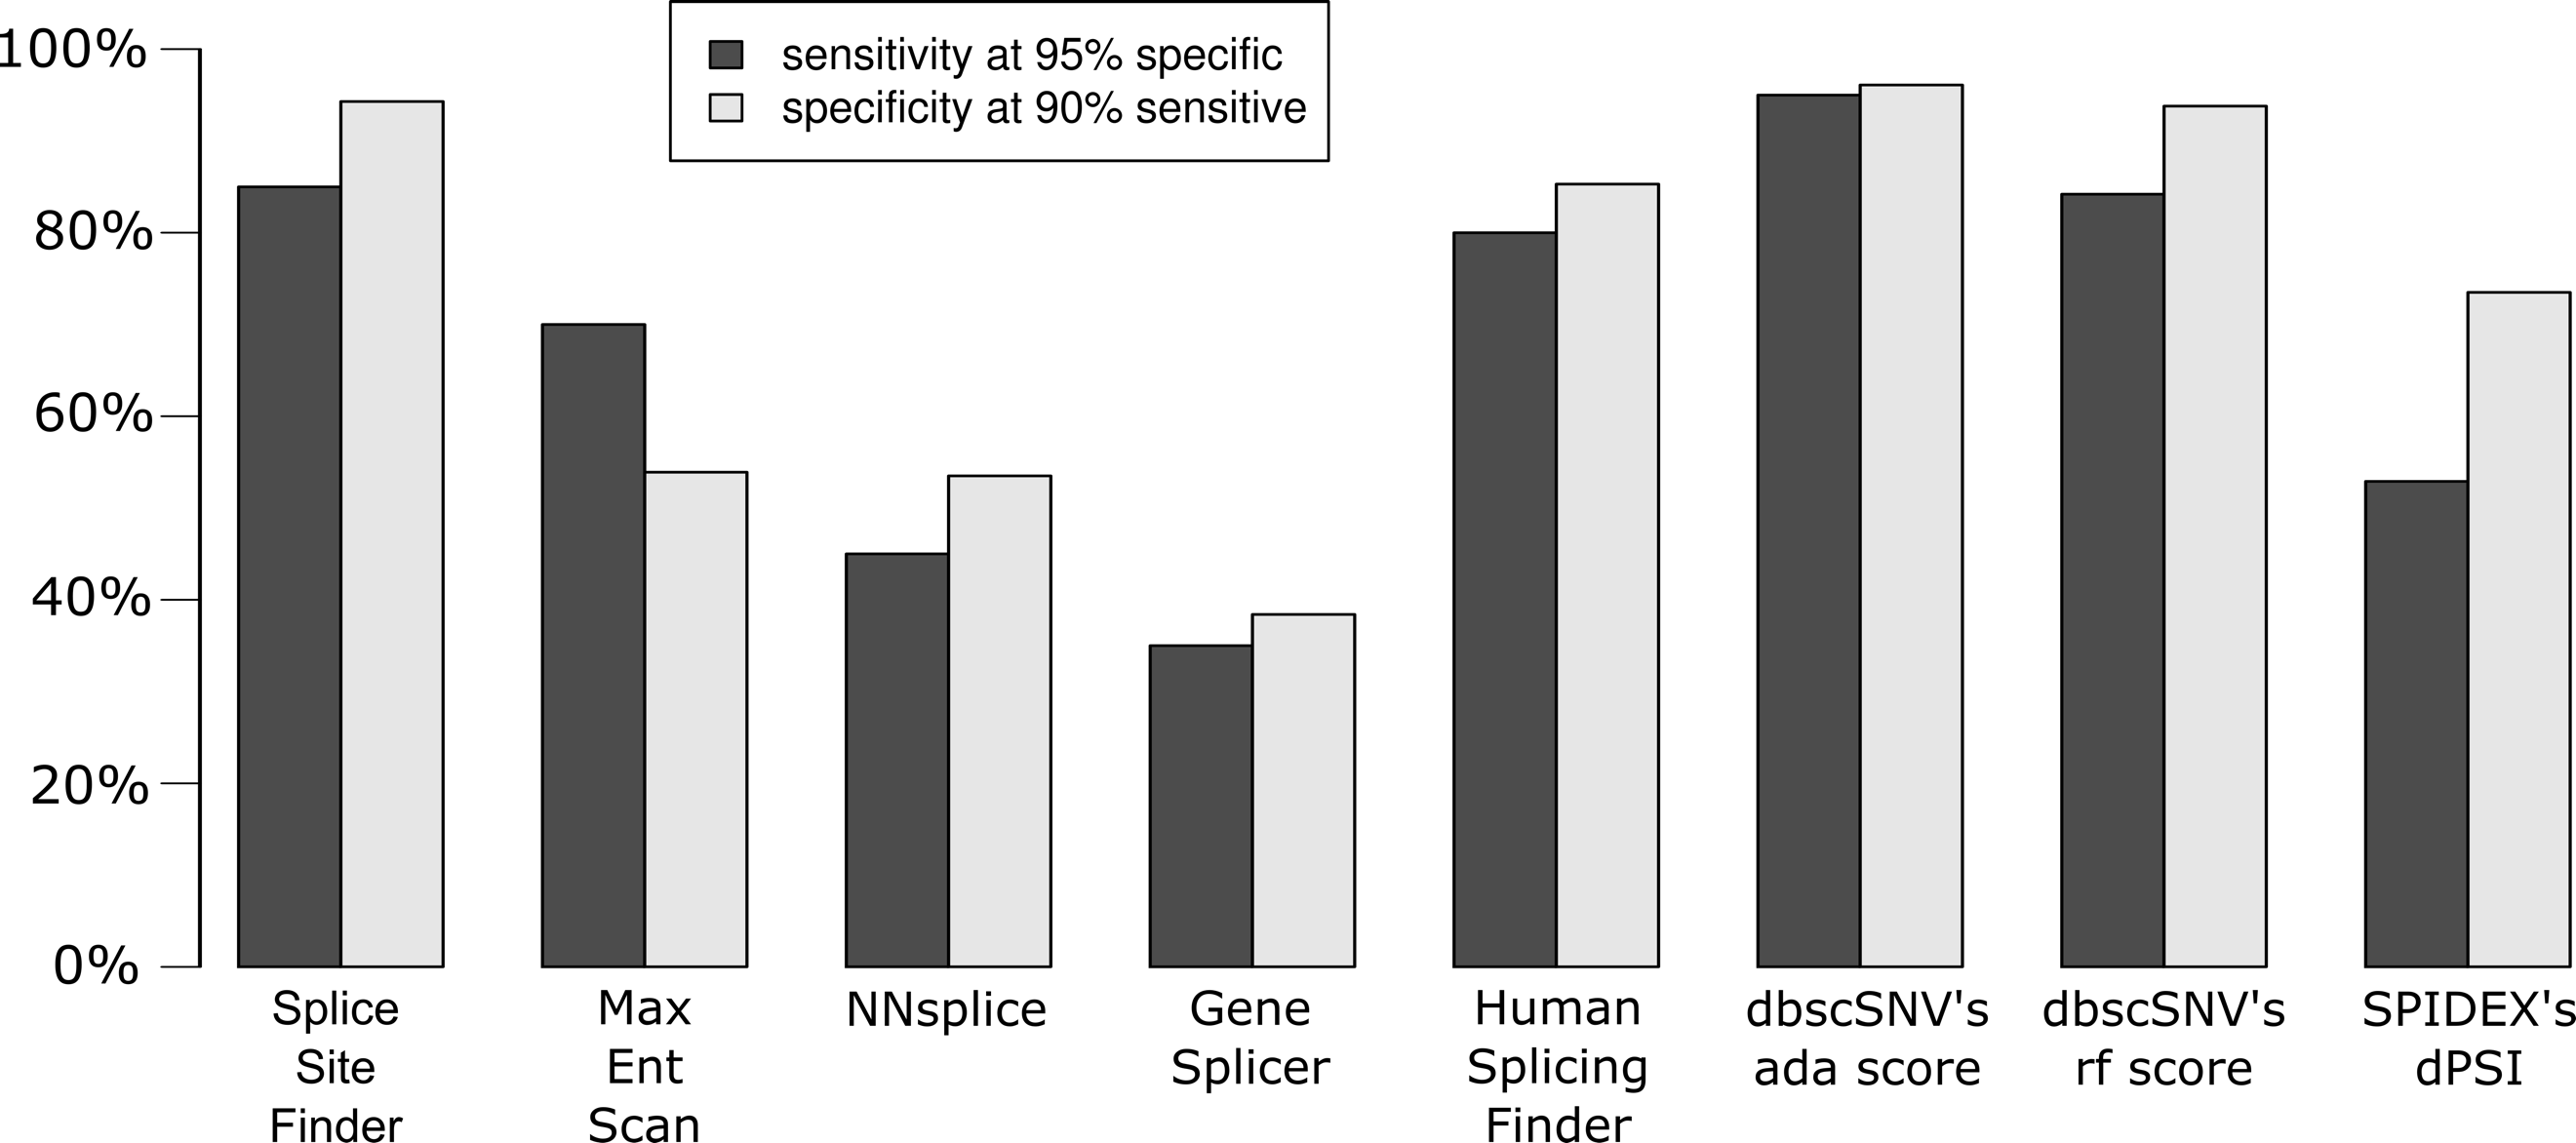 100%
80%
60%
40%
20%
0%
sensitivity at 95% specific
specificity at 90% sensitive
Splice
Site
Finder
Max
Ent
Scan
NNsplice
Gene
Splicer
Human
Splicing
Finder
dbscSNV's
ada score
dbscSNV's
rf score
SPIDEX's
dPSI